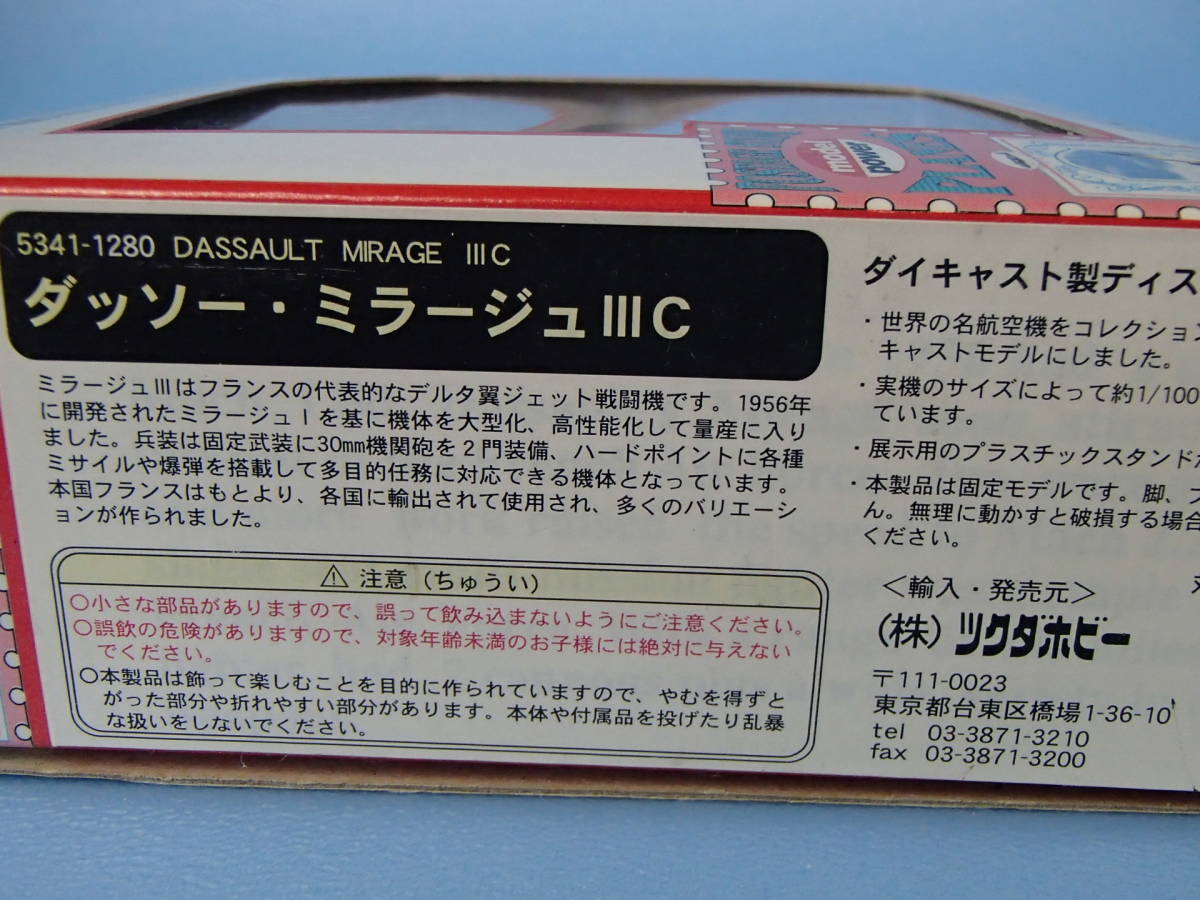 model
power
5341-1280 DASSAULT MIRAGE ⅢC
ダッソー・ミラージュⅢC
ミラージュⅢはフランスの代表的なデルタ翼ジェット戦闘機です。1956年
に開発されたミラージュⅠを基に機体を大型化、高性能化して量産に入り
ました。兵装は固定武装に30㎜機関砲を2門装備、ハードポイントに各種
ミサイルや爆弾を搭載して多目的任務に対応できる機体となっています。
本国フランスはもとより、各国に輸出されて使用され、多くのバリエーシ
ョンが作られました。
⚠ 注意(ちゅうい)
○小さな部品がありますので、誤って飲み込まないようにご注意ください。
○誤飲の危険がありますので、対象年齢未満のお子様には絶対に与えない
でください。
○本製品は飾って楽しむことを目的に作られていますので、やむを得ずと
がった部分や折れやすい部分があります。本体や付属品を投げたり乱暴
な扱いをしないでください。
ダイキャスト製ディス
・世界の名航空機をコレクション
キャストモデルにしました。
・実機のサイズによって約1/100
ています。
・展示用のプラスチックスタンド
・本製品は固定モデルです。脚、
ん。無理に動かすと破損する場合
ください。
<輸入・発売元>
(株)ツクダホビー
〒111-0023
東京都台東区橋場1-36-10
tel 03-3871-3210
fax 03-3871-3200